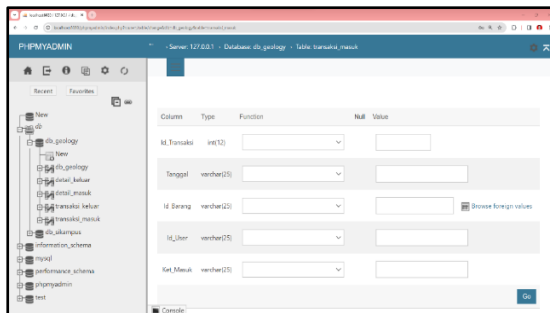 PHPMYADMIN
Server: 127.0.0.1 - Database: db_geology - Table: transaksi_masuk
Recent Favorites
New
db
db_geology
New
db_geology
detail_keluar
detail_masuk
transaksi_keluar
transaksi_masuk
db_sikampus
information_schema
mysql
performance_schema
phpmyadmin
test
Column Type Function Null Value
Id_Transaksi int(12)
Tanggal varchar(25)
Id_Barang varchar(25) Browse foreign values
Id_User varchar(25)
Ket_Masuk varchar(25)
Go
Console